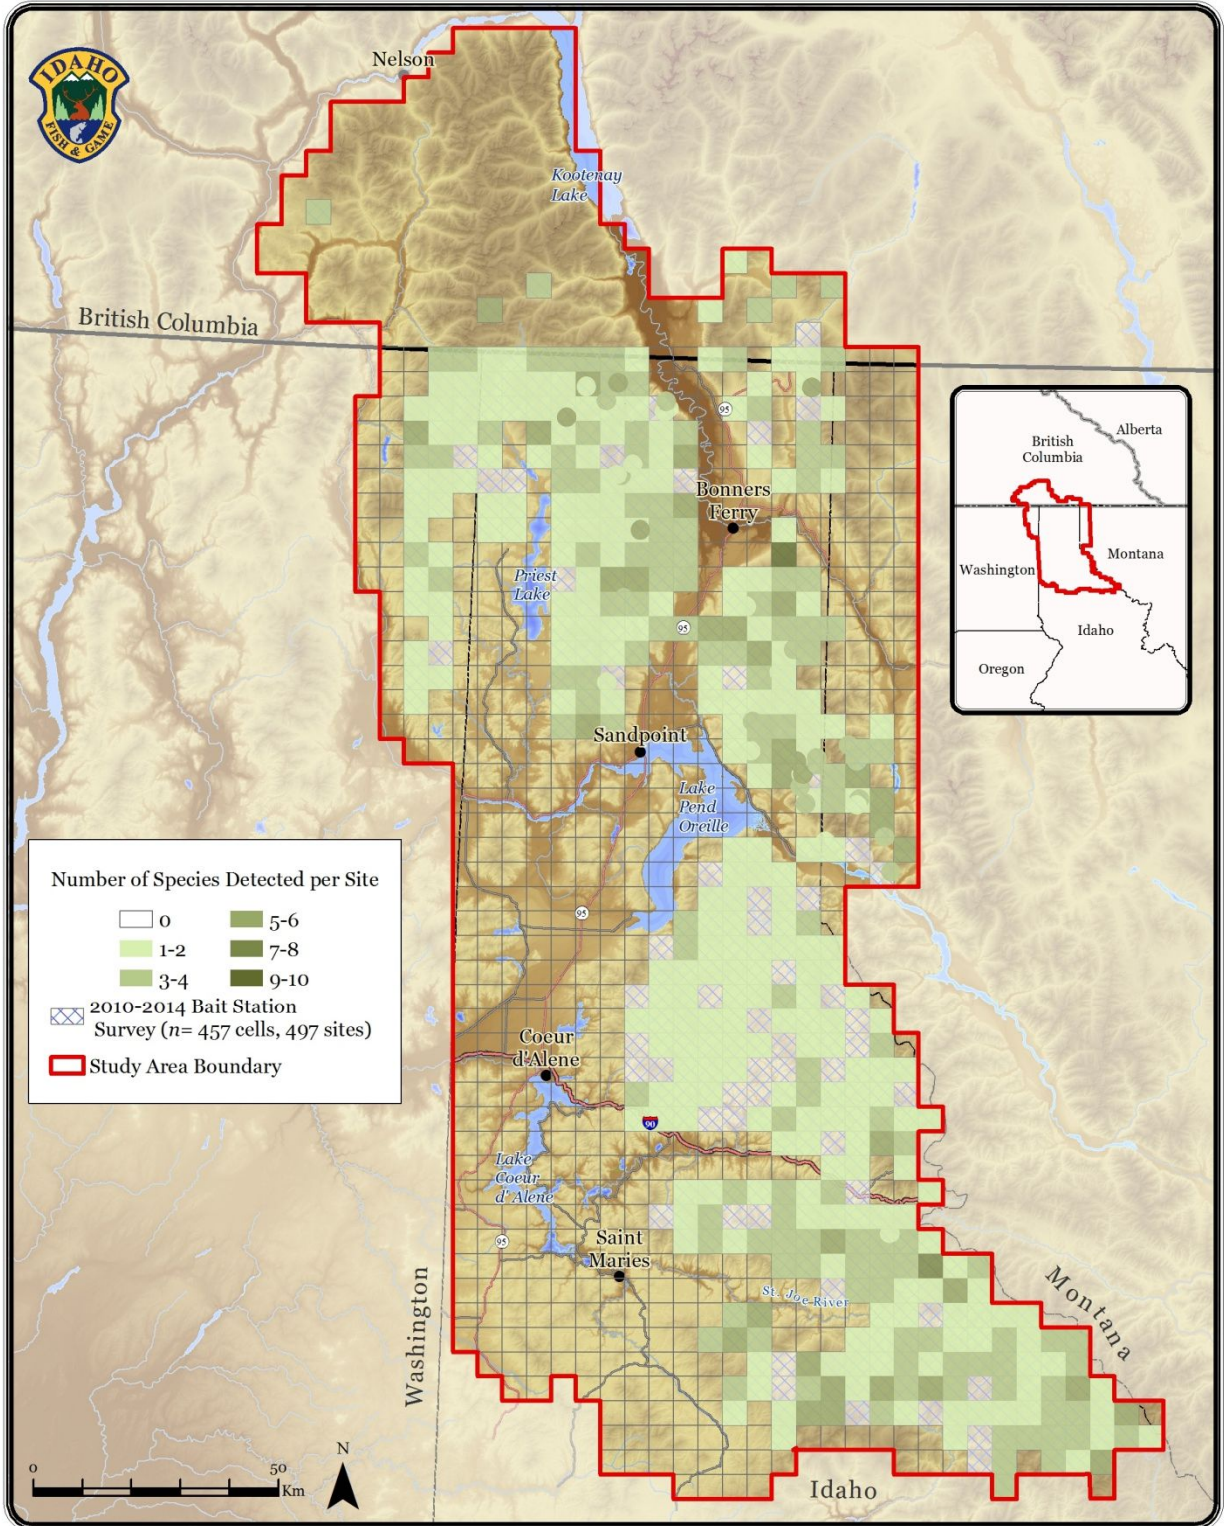 IDAHO
FISH & GAME
Nelson
Kootenay
Lake
British Columbia
95
Bonners
Ferry
Priest
Lake
95
Sandpoint
Lake
Pend
Oreille
95
Coeur
d'Alene
90
Lake
Coeur
d' Alene
95
Saint
Maries
St. Joe River
Washington
Montana
Idaho
Alberta
British
Columbia
Washington
Montana
Idaho
Oregon
Number of Species Detected per Site
0
1-2
3-4
5-6
7-8
9-10
2010-2014 Bait Station
Survey (n= 457 cells, 497 sites)
Study Area Boundary
0 50
Km
N